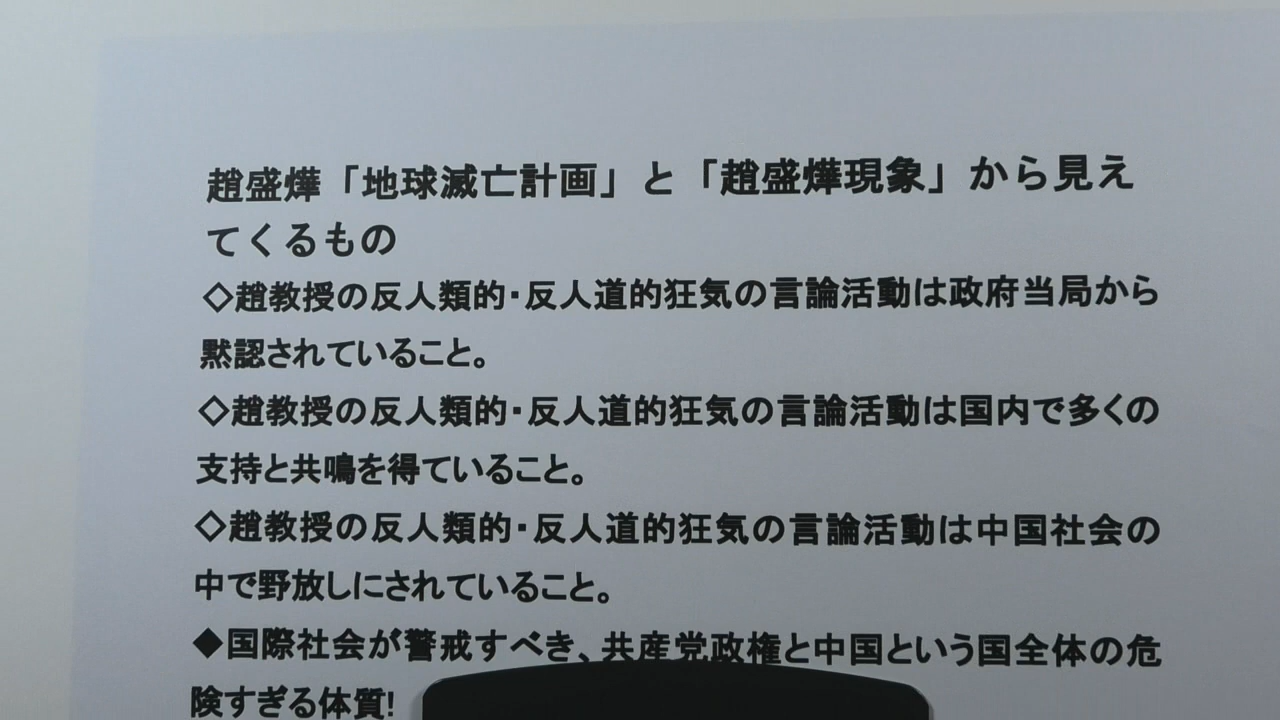 趙盛燁「地球滅亡計画」と「趙盛燁現象」から見え
てくるもの
◇趙教授の反人類的・反人道的狂気の言論活動は政府当局から
黙認されていること。
◇趙教授の反人類的・反人道的狂気の言論活動は国内で多くの
支持と共鳴を得ていること。
◇趙教授の反人類的・反人道的狂気の言論活動は中国社会の
中で野放しにされていること。
◆国際社会が警戒すべき、共産党政権と中国という国全体の危
険すぎる体質!